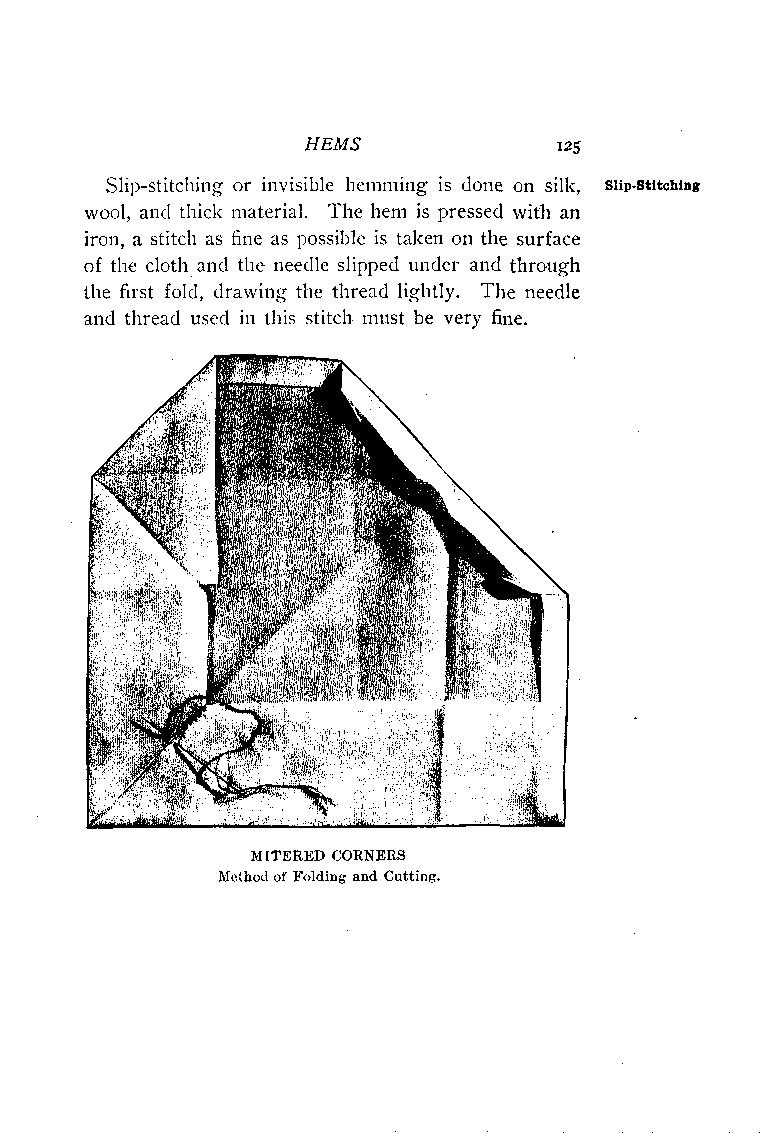 HEMS 125
Slip-stitching or invisible hemming is done on silk, Slip-Stitching
wool, and thick material. The hem is pressed with an
iron, a stitch as fine as possible is taken on the surface
of the cloth and the needle slipped under and through
the first fold, drawing the thread lightly. The needle
and thread used in this stitch must be very fine.
MITERED CORNERS
Method of Folding and Cutting.